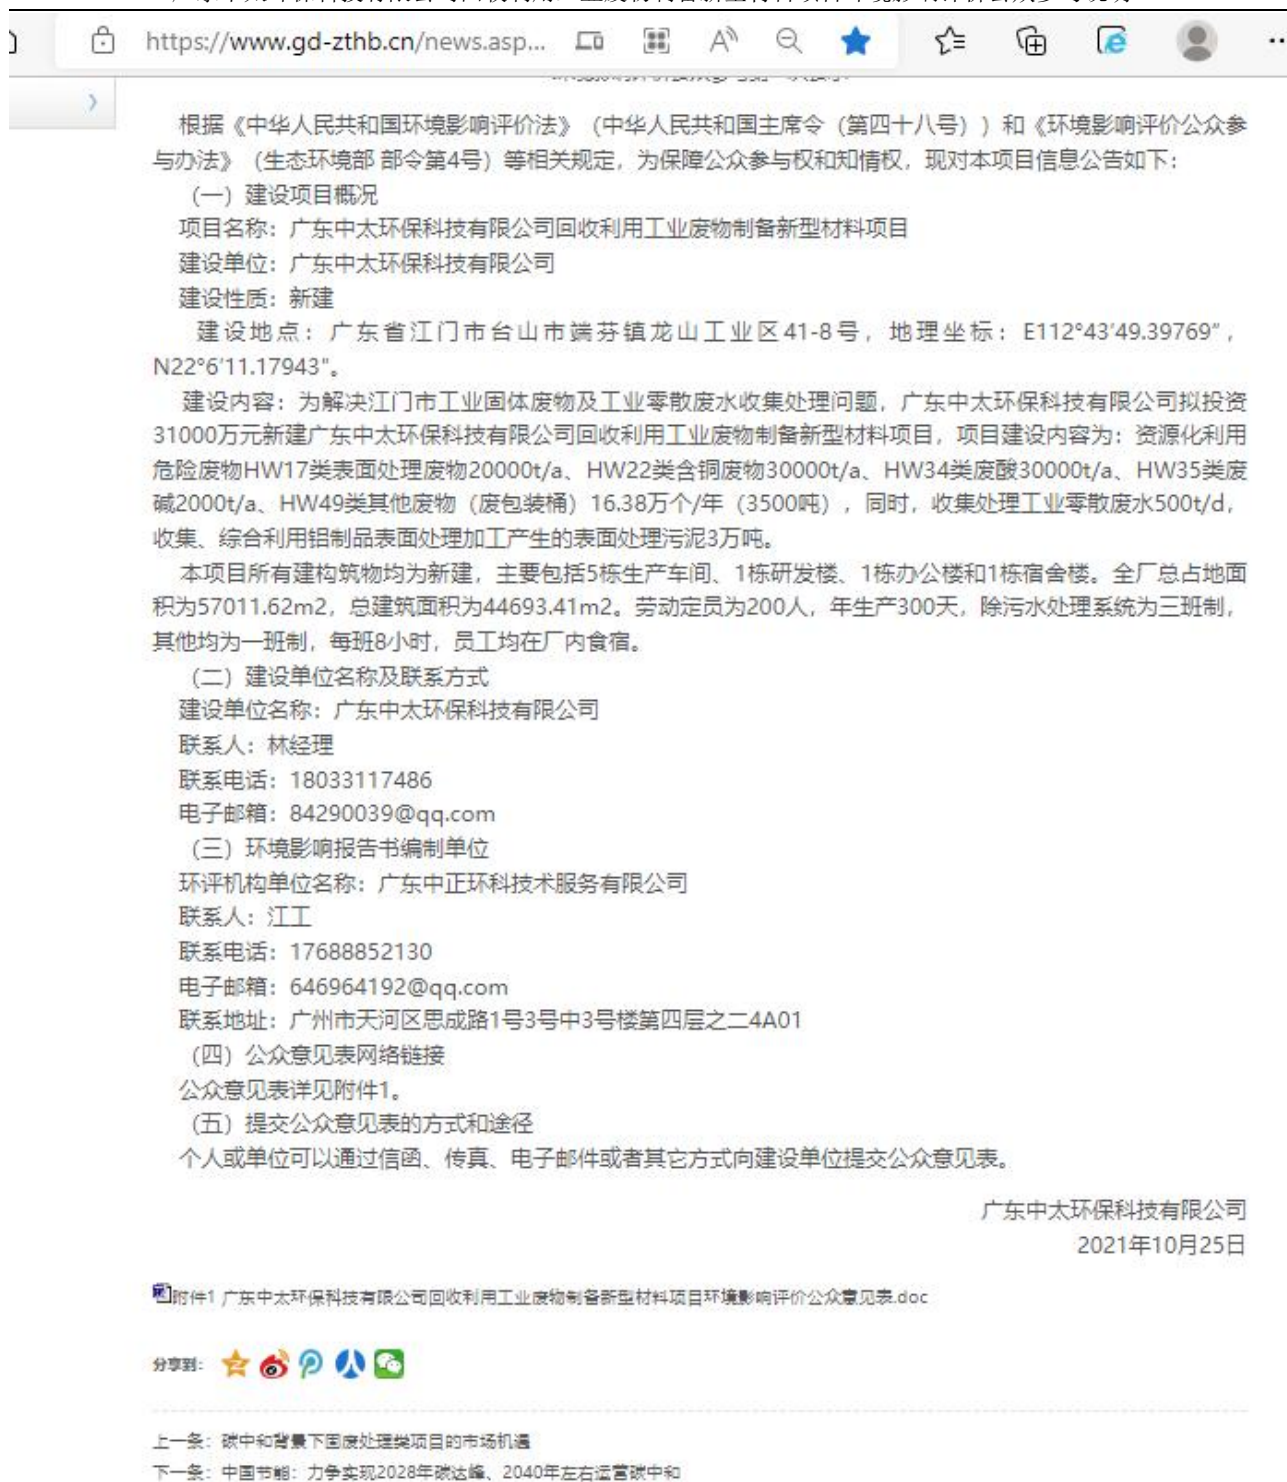 https://www.gd-zthb.cn/news.asp...
根据《中华人民共和国环境影响评价法》（中华人民共和国主席令（第四十八号））和《环境影响评价公众参
与办法》（生态环境部 部令第4号）等相关规定，为保障公众参与权和知情权，现对本项目信息公告如下：
（一）建设项目概况
项目名称：广东中太环保科技有限公司回收利用工业废物制备新型材料项目
建设单位：广东中太环保科技有限公司
建设性质：新建
建设地点：广东省江门市台山市端芬镇龙山工业区41-8号，地理坐标：E112°43′49.39769″，
N22°6′11.17943″。
建设内容：为解决江门市工业固体废物及工业零散废水收集处理问题，广东中太环保科技有限公司拟投资
31000万元新建广东中太环保科技有限公司回收利用工业废物制备新型材料项目，项目建设内容为：资源化利用
危险废物HW17类表面处理废物20000t/a、HW22类含铜废物30000t/a、HW34类废酸30000t/a、HW35类废
碱2000t/a、HW49类其他废物（废包装桶）16.38万个/年（3500吨），同时，收集处理工业零散废水500t/d，
收集、综合利用铝制品表面处理加工产生的表面处理污泥3万吨。
本项目所有建构筑物均为新建，主要包括5栋生产车间、1栋研发楼、1栋办公楼和1栋宿舍楼。全厂总占地面
积为57011.62m2，总建筑面积为44693.41m2。劳动定员为200人，年生产300天，除污水处理系统为三班制，
其他均为一班制，每班8小时，员工均在厂内食宿。
（二）建设单位名称及联系方式
建设单位名称：广东中太环保科技有限公司
联系人：林经理
联系电话：18033117486
电子邮箱：84290039@qq.com
（三）环境影响报告书编制单位
环评机构单位名称：广东中正环科技术服务有限公司
联系人：江工
联系电话：17688852130
电子邮箱：646964192@qq.com
联系地址：广州市天河区思成路1号3号中3号楼第四层之二4A01
（四）公众意见表网络链接
公众意见表详见附件1。
（五）提交公众意见表的方式和途径
个人或单位可以通过信函、传真、电子邮件或者其它方式向建设单位提交公众意见表。
广东中太环保科技有限公司
2021年10月25日
附件1 广东中太环保科技有限公司回收利用工业废物制备新型材料项目环境影响评价公众意见表.doc
分享到：
上一条：碳中和背景下固废处理类项目的市场机遇
下一条：中国节能：力争实现2028年碳达峰、2040年左右运营碳中和